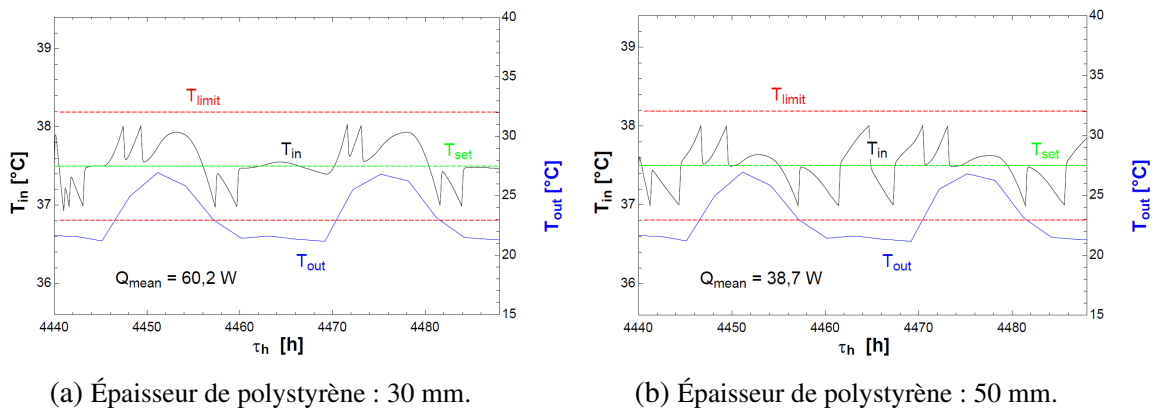 39
38
37
36
T_in [°C]
40
35
30
25
20
15
T_out [°C]
T_limit
T_in
T_set
T_out
Q_mean = 60,2 W
4440 4450 4460 4470 4480
τ_h [h]
(a) Épaisseur de polystyrène : 30 mm.
39
38
37
36
T_in [°C]
40
35
30
25
20
15
T_out [°C]
T_limit
T_in
T_set
T_out
Q_mean = 38,7 W
4440 4450 4460 4470 4480
τ_h [h]
(b) Épaisseur de polystyrène : 50 mm.